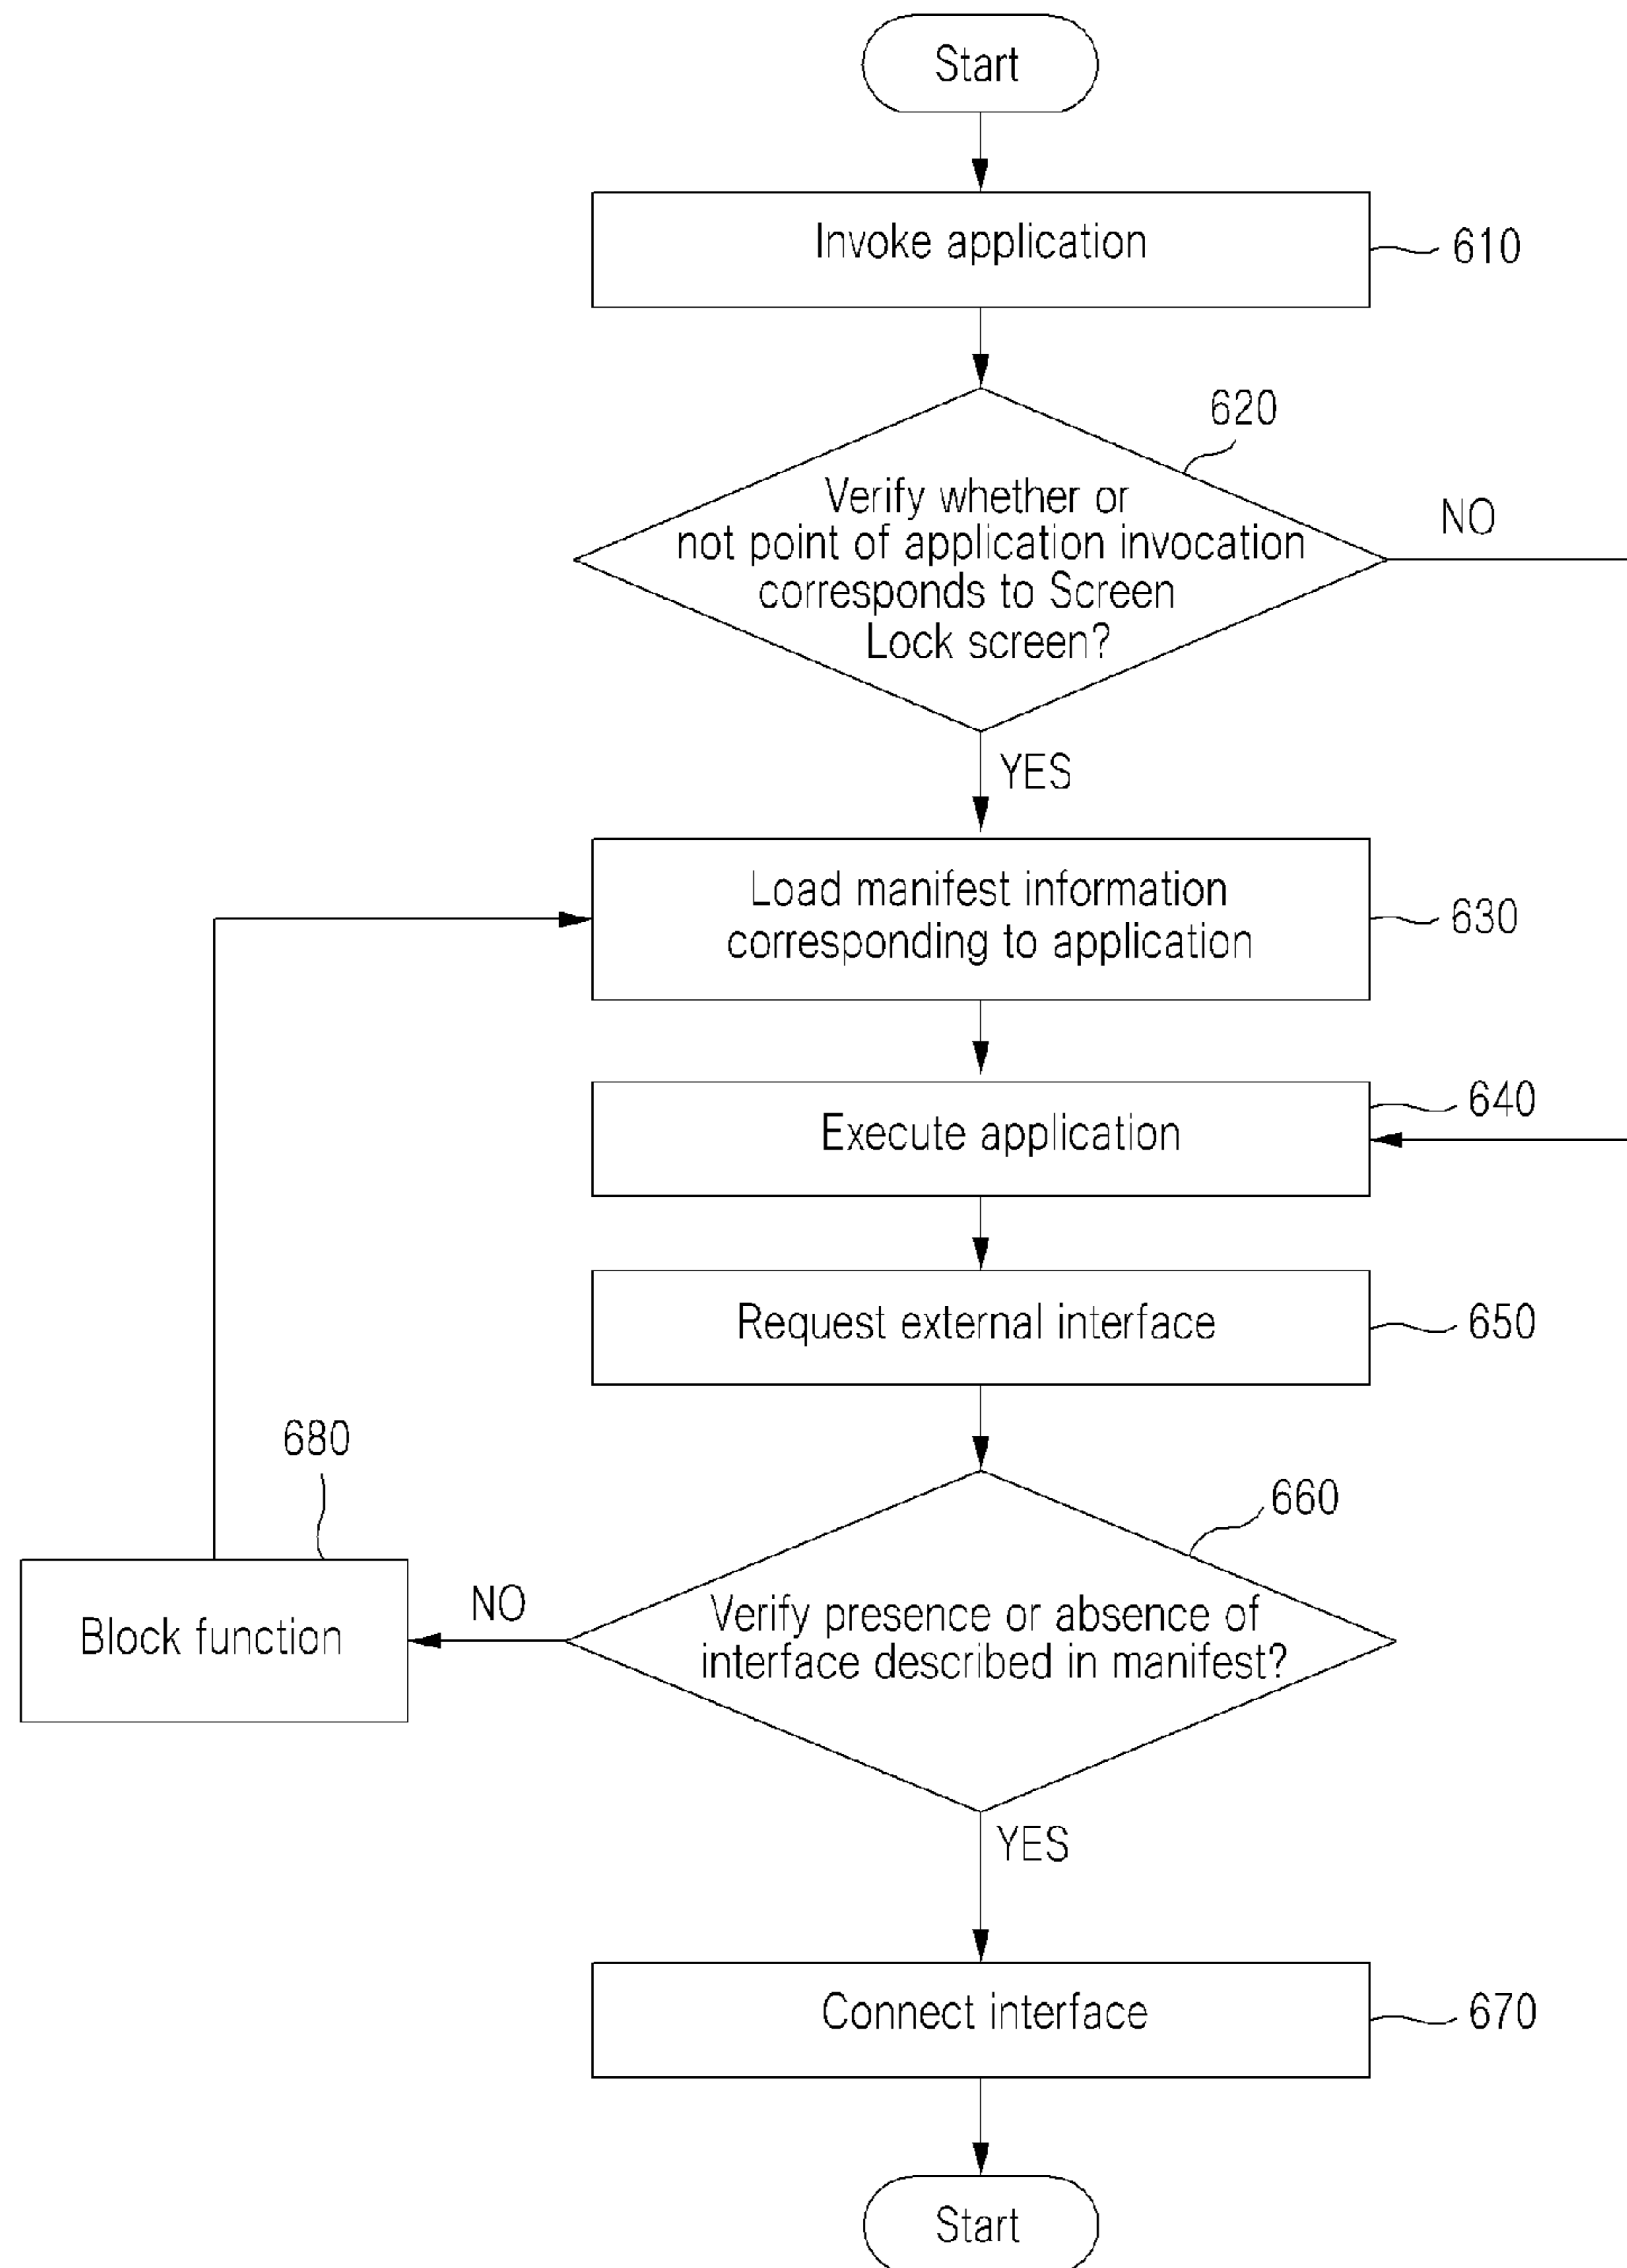 Start
Invoke application
610
620
Verify whether or
not point of application invocation
corresponds to Screen
Lock screen?
NO
YES
Load manifest information
corresponding to application
630
640
Execute application
Request external interface
650
680
660
Block function
NO
Verify presence or absence of
interface described in manifest?
YES
Connect interface
670
Start